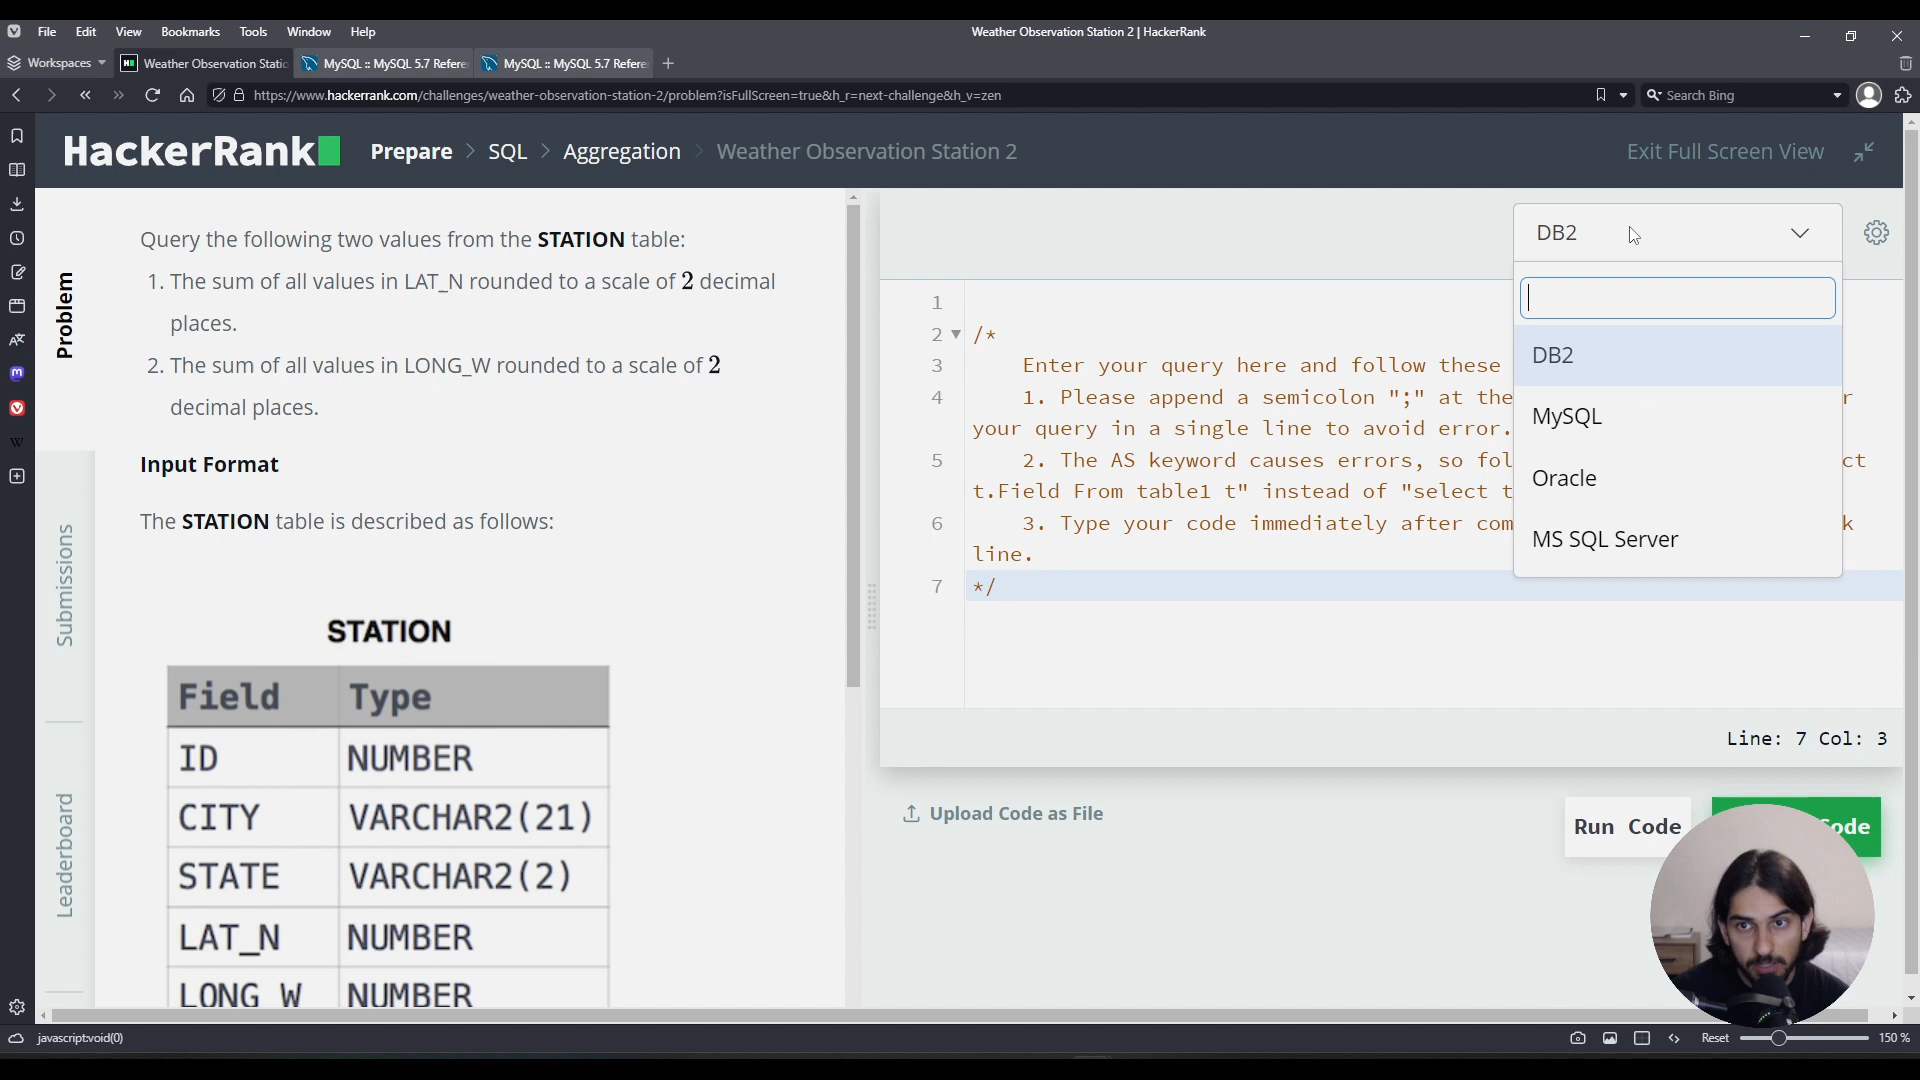 File Edit View Bookmarks Tools Window Help
Weather Observation Station 2 | HackerRank
Workspaces
Weather Observation Static
MySQL :: MySQL 5.7 Refere
MySQL :: MySQL 5.7 Refere
https://www.hackerrank.com/challenges/weather-observation-station-2/problem?isFullScreen=true&h_r=next-challenge&h_v=zen
Search Bing
HackerRank
Prepare > SQL > Aggregation > Weather Observation Station 2
Exit Full Screen View
Problem
Submissions
Leaderboard
Query the following two values from the STATION table:
1. The sum of all values in LAT_N rounded to a scale of 2 decimal
places.
2. The sum of all values in LONG_W rounded to a scale of 2
decimal places.
Input Format
The STATION table is described as follows:
STATION
Field Type
ID NUMBER
CITY VARCHAR2(21)
STATE VARCHAR2(2)
LAT_N NUMBER
LONG_W NUMBER
DB2
DB2
MySQL
Oracle
MS SQL Server
1
2 /*
3 Enter your query here and follow these
4 1. Please append a semicolon ";" at the
your query in a single line to avoid error.
5 2. The AS keyword causes errors, so
t.Field From table1 t" instead of "select
6 3. Type your code immediately after
line.
7 */
Line: 7 Col: 3
Upload Code as File
Run Code
Code
javascript:void(0)
Reset
150 %